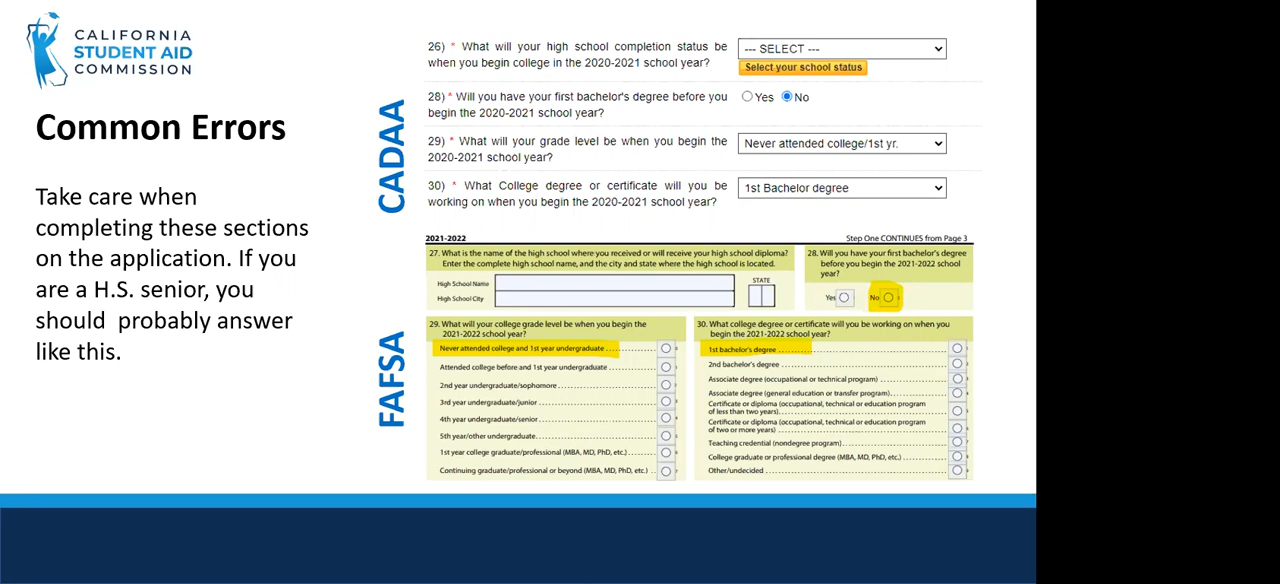 CALIFORNIA
STUDENT AID
COMMISSION
Common Errors
Take care when
completing these sections
on the application. If you
are a H.S. senior, you
should probably answer
like this.
CADAA
26) * What will your high school completion status be
when you begin college in the 2020-2021 school year?
--- SELECT ---
Select your school status
28) * Will you have your first bachelor's degree before you
begin the 2020-2021 school year?
Yes No
29) * What will your grade level be when you begin the
2020-2021 school year?
Never attended college/1st yr.
30) * What College degree or certificate will you be
working on when you begin the 2020-2021 school year?
1st Bachelor degree
FAFSA
2021-2022
Step One CONTINUES from Page 3
27. What is the name of the high school where you received or will receive your high school diploma?
Enter the complete high school name, and the city and state where the high school is located.
High School Name
High School City
STATE
28. Will you have your first bachelor's degree
before you begin the 2021-2022 school
year?
Yes No
29. What will your college grade level be when you begin the
2021-2022 school year?
Never attended college and 1st year undergraduate
Attended college before and 1st year undergraduate
2nd year undergraduate/sophomore
3rd year undergraduate/junior
4th year undergraduate/senior
5th year/other undergraduate
1st year college graduate/professional (MBA, MD, PhD, etc.)
Continuing graduate/professional or beyond (MBA, MD, PhD, etc.)
30. What college degree or certificate will you be working on when you
begin the 2021-2022 school year?
1st bachelor's degree
2nd bachelor's degree
Associate degree (occupational or technical program)
Associate degree (general education or transfer program)
Certificate or diploma (occupational, technical or education program
of less than two years)
Certificate or diploma (occupational, technical or education program
of two or more years)
Teaching credential (nondegree program)
College graduate or professional degree (MBA, MD, PhD, etc.)
Other/undecided